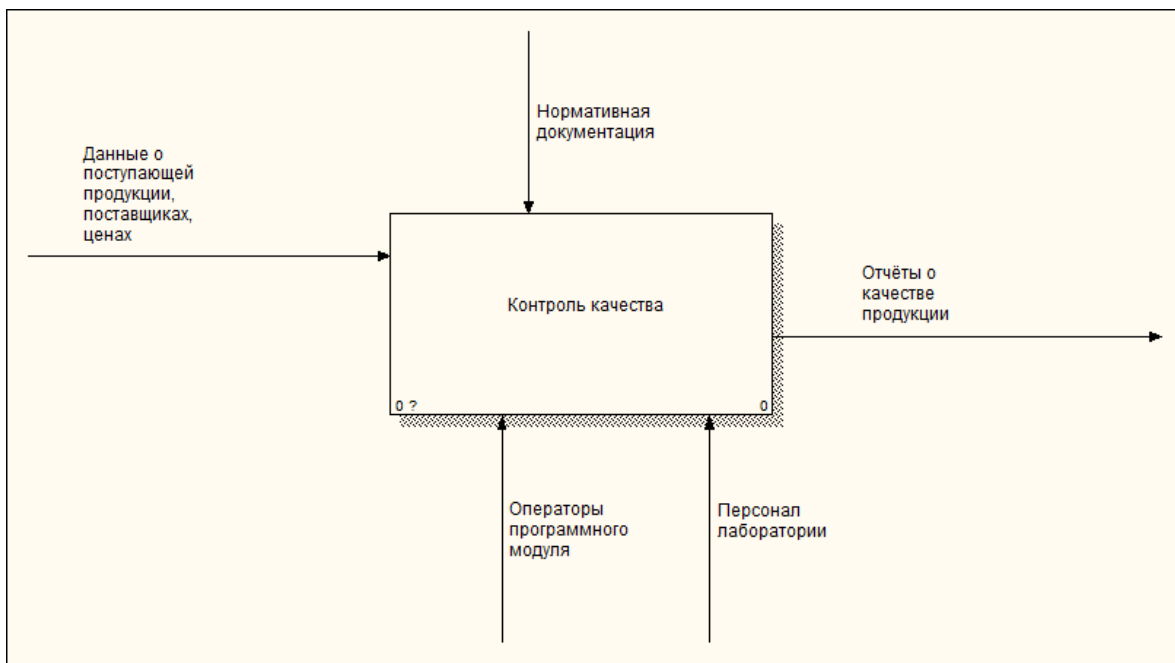 Нормативная
документация
Данные о
поступающей
продукции,
поставщиках,
ценах
Контроль качества
0 ?
0
Отчёты о
качестве
продукции
Операторы
программного
модуля
Персонал
лаборатории